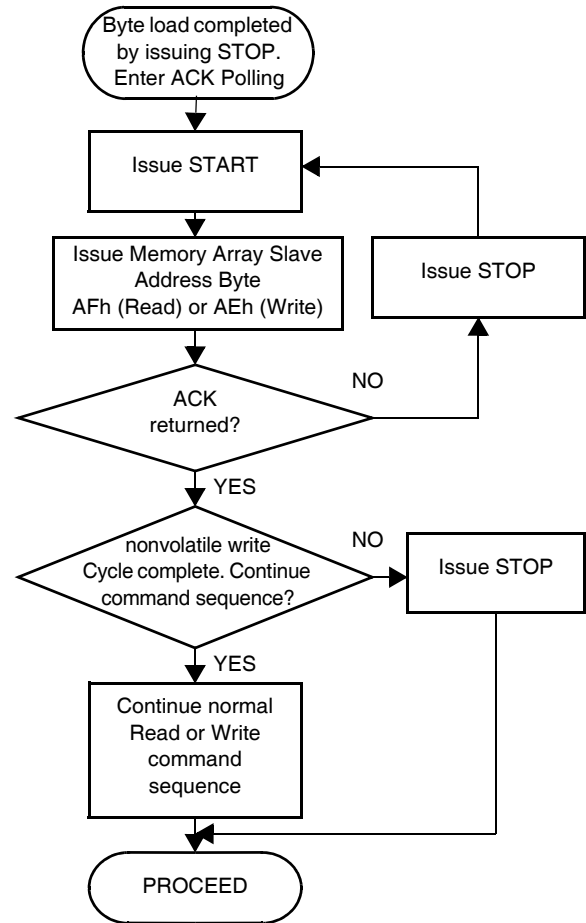 Byte load completed
by issuing STOP.
Enter ACK Polling
Issue START
Issue Memory Array Slave
Address Byte
AFh (Read) or AEh (Write)
Issue STOP
ACK
returned?
NO
YES
nonvolatile write
Cycle complete. Continue
command sequence?
NO
Issue STOP
YES
Continue normal
Read or Write
command
sequence
PROCEED